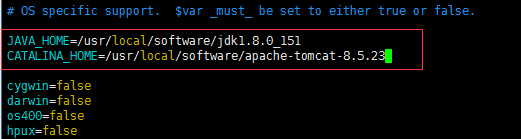 # OS specific support.  $var _must_ be set to either true or false.
JAVA_HOME=/usr/local/software/jdk1.8.0_151
CATALINA_HOME=/usr/local/software/apache-tomcat-8.5.23
cygwin=false
darwin=false
os400=false
hpux=false